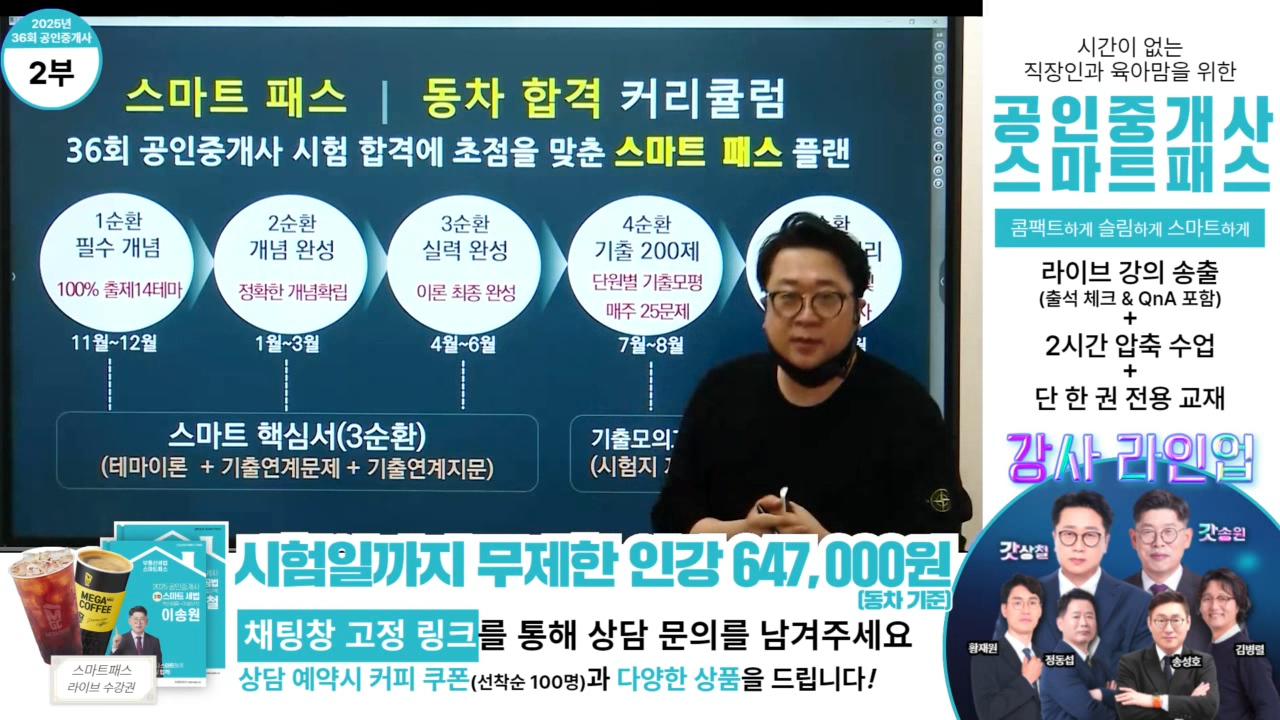 2025년
36회 공인중개사
2부
스마트 패스 | 동차 합격 커리큘럼
36회 공인중개사 시험 합격에 초점을 맞춘 스마트 패스 플랜
1순환
필수 개념
100% 출제14테마
11월~12월
2순환
개념 완성
정확한 개념확립
1월~3월
3순환
실력 완성
이론 최종 완성
4월~6월
4순환
기출 200제
단원별 기출모평
매주 25문제
7월~8월
순환
리
월
스마트 핵심서(3순환)
(테마이론 + 기출연계문제 + 기출연계지문)
기출모의
(시험지
시간이 없는
직장인과 육아맘을 위한
공인중개사
스마트패스
콤팩트하게 슬림하게 스마트하게
라이브 강의 송출
(출석 체크 & QnA 포함)
+
2시간 압축 수업
+
단 한 권 전용 교재
강사 라인업
갓상철
갓송원
황재원
정동섭
송성호
김병렬
시험일까지 무제한 인강 647,000원
(동차 기준)
채팅창 고정 링크를 통해 상담 문의를 남겨주세요
상담 예약시 커피 쿠폰(선착순 100명)과 다양한 상품을 드립니다!
MEGA
COFFEE
스마트 세법
이송원
스마트패스
라이브 수강권